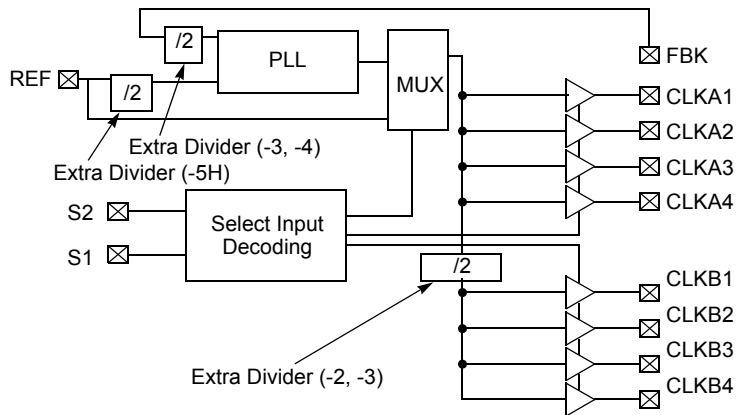 /2
PLL
MUX
FBK
REF
/2
CLKA1
CLKA2
CLKA3
CLKA4
Extra Divider (-3, -4)
Extra Divider (-5H)
S2
S1
Select Input
Decoding
/2
CLKB1
CLKB2
CLKB3
CLKB4
Extra Divider (-2, -3)